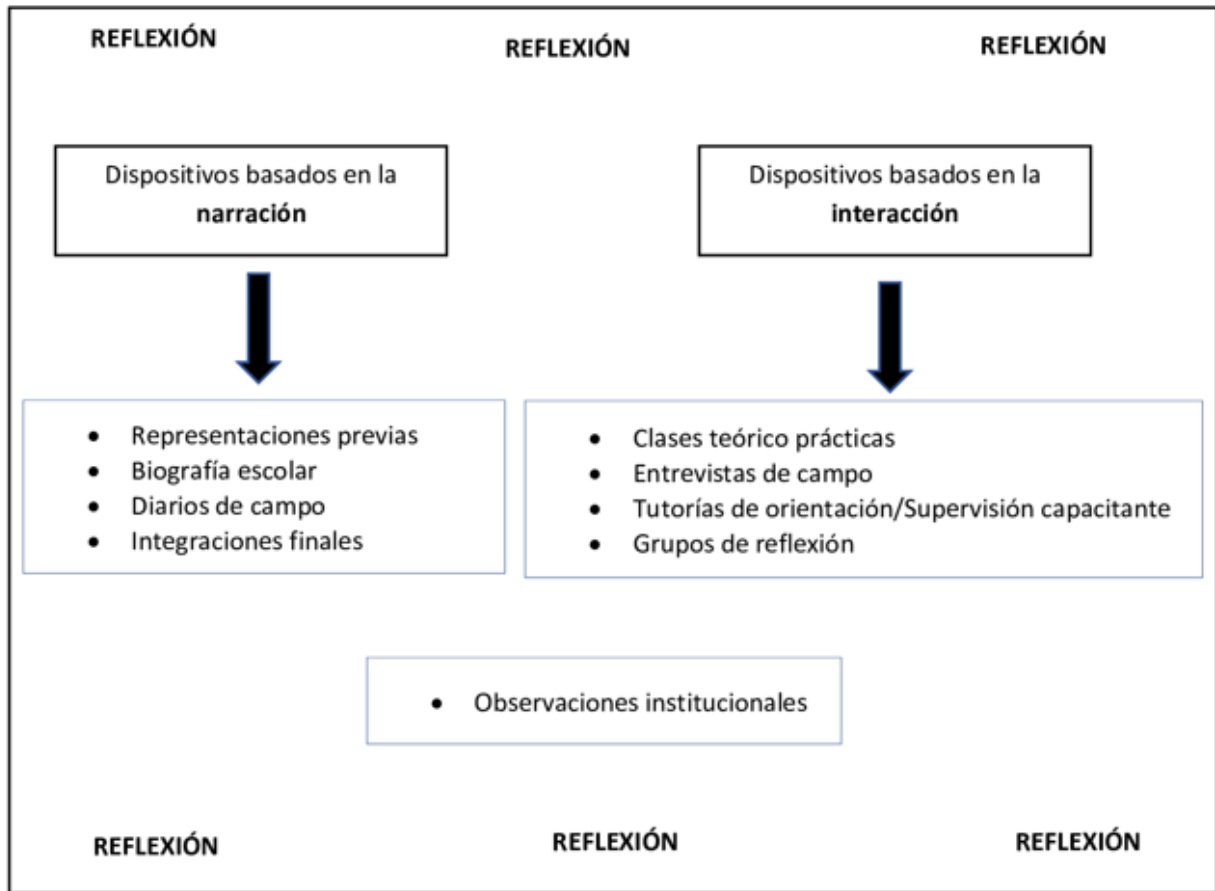 REFLEXIÓN
REFLEXIÓN
REFLEXIÓN
Dispositivos basados en la
narración
Dispositivos basados en la
interacción
• Representaciones previas
• Biografía escolar
• Diarios de campo
• Integraciones finales
• Clases teórico prácticas
• Entrevistas de campo
• Tutorías de orientación/Supervisión capacitante
• Grupos de reflexión
• Observaciones institucionales
REFLEXIÓN
REFLEXIÓN
REFLEXIÓN